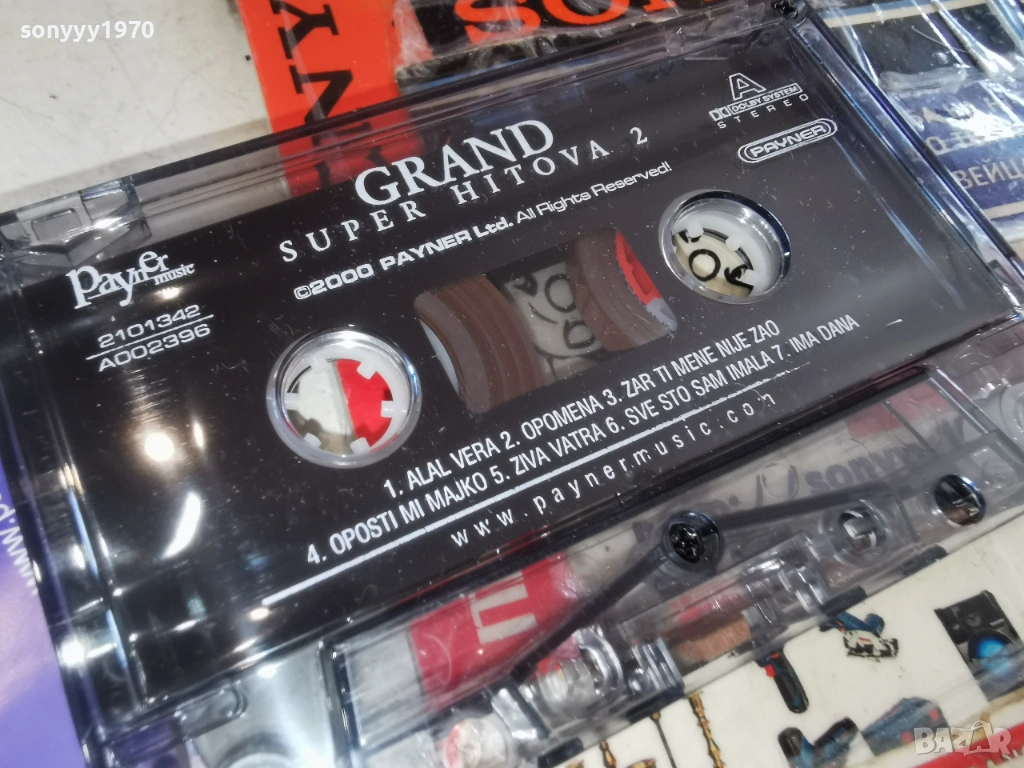 sonyyy1970
SONY
A
DOLBY SYSTEM
STEREO
PAYNER
GRAND
SUPER HITOVA 2
©2000 PAYNER Ltd. All Rights Reserved!
Payner
music
2101342
A002396
1. ALAL VERA 2. OPOMENA 3. ZAR TI MENE NIJE ZAO
4. OPOSTI MI MAJKO 5. ZIVA VATRA 6. SVE STO SAM IMALA 7. IMA DANA
www.paynermusic.com
BAZAR